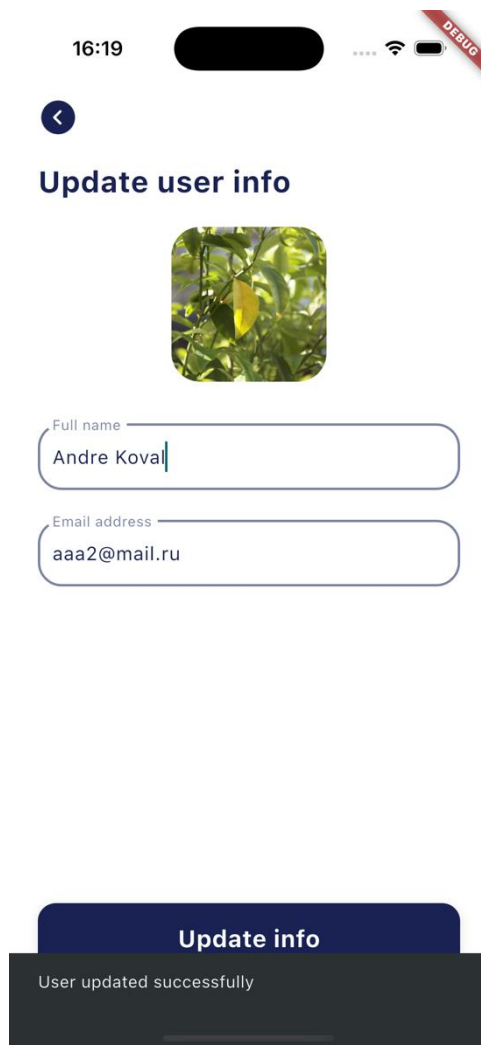 16:19
DEBUG
Update user info
Full name
Andre Koval
Email address
aaa2@mail.ru
Update info
User updated successfully